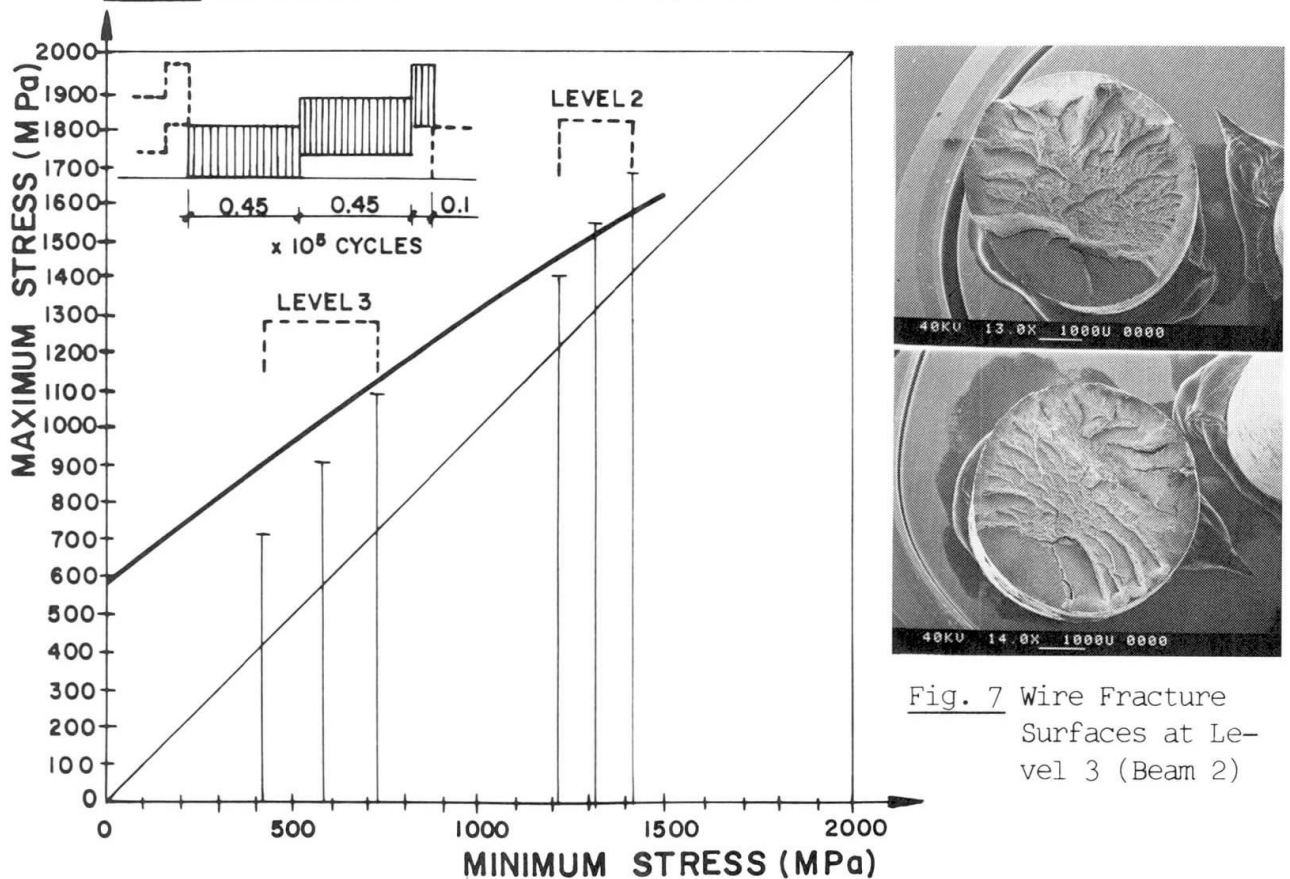 2000
1900
1800
1700
1600
1500
1400
1300
1200
1100
1000
900
800
700
600
500
400
300
200
100
0
MAXIMUM STRESS (MPa)
0.45 0.45 0.1
x 10⁵ CYCLES
LEVEL 2
LEVEL 3
0 500 1000 1500 2000
MINIMUM STRESS (MPa)
40KV 13.0X 1000U 0000
40KV 14.0X 1000U 0000
Fig. 7 Wire Fracture
Surfaces at Le-
vel 3 (Beam 2)